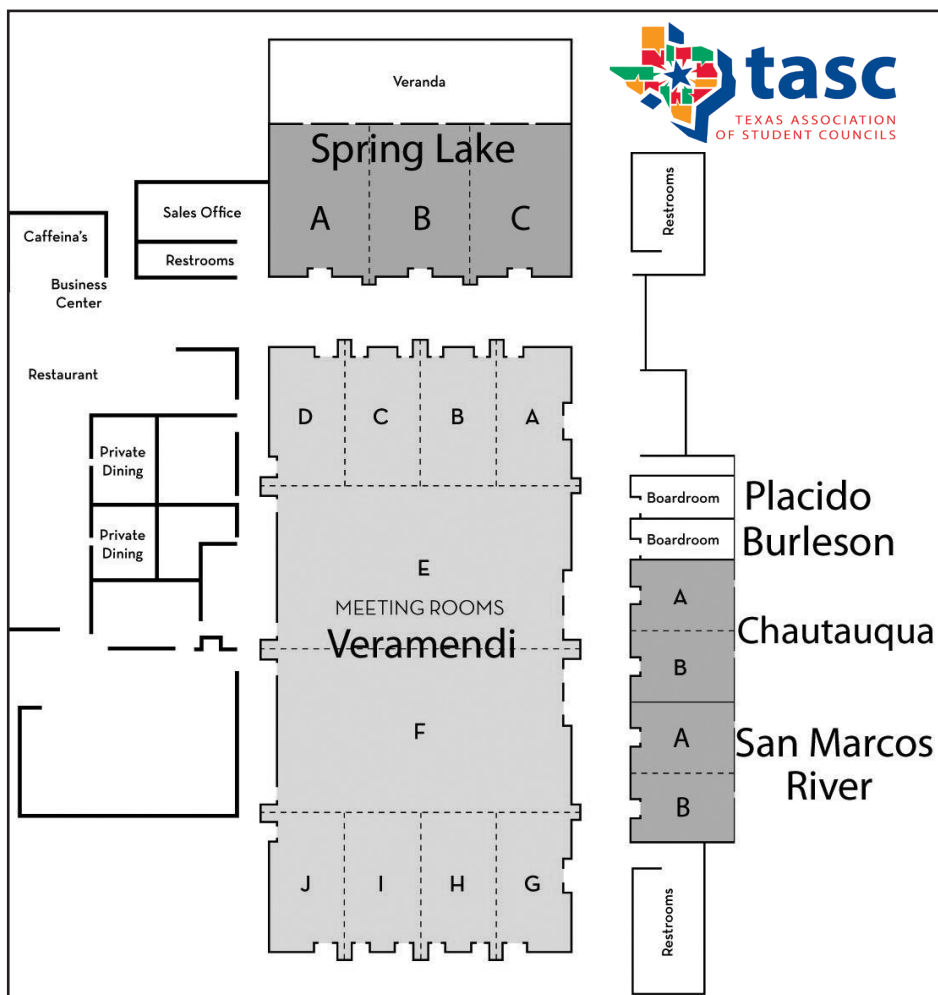 tasc
TEXAS ASSOCIATION
OF STUDENT COUNCILS
Veranda
Spring Lake
A
B
C
Sales Office
Restrooms
Caffeina's
Business
Center
Restrooms
Restaurant
D
C
B
A
Private
Dining
Private
Dining
E
MEETING ROOMS
Veramendi
F
J
I
H
G
Boardroom
Placido
Boardroom
Burleson
A
Chautauqua
B
A
San Marcos
River
B
Restrooms